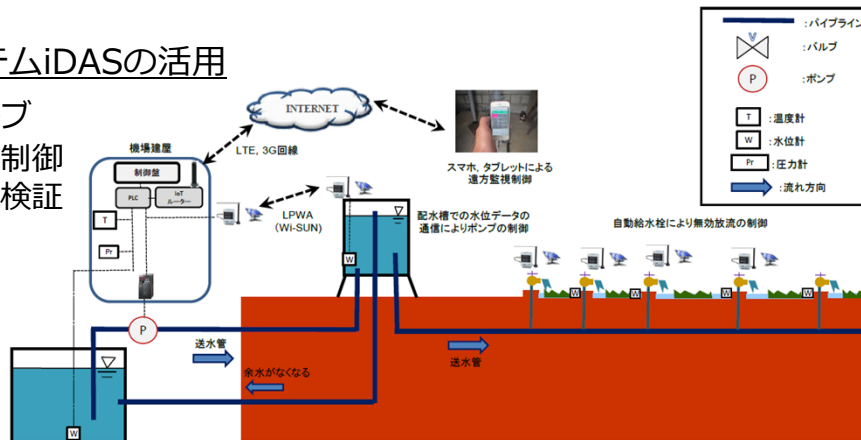 テムiDASの活用
ブ
制御
検証
機場建屋
制御盤
PLC
IoT
ルーター
T
Pr
W
P
LTE, 3G回線
INTERNET
スマホ, タブレットによる
遠方監視制御
LPWA
(Wi-SUN)
W
配水槽での水位データの
通信によりポンプの制御
自動給水栓により無効放流の制御
W
W
W
W
送水管
余水がなくなる
送水管
V
:パイプライン
:バルブ
P
:ポンプ
T
:温度計
W
:水位計
Pr
:圧力計
:流れ方向